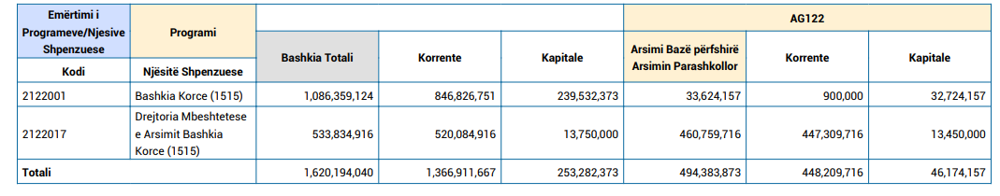 Emërtimi i
Programeve/Njesive
Shpenzuese
Programi
AG122
Bashkia Totali
Korrente
Kapitale
Arsimi Bazë përfshirë
Arsimin Parashkollor
Korrente
Kapitale
Kodi
Njësitë Shpenzuese
2122001 Bashkia Korce (1515) 1,086,359,124 846,826,751 239,532,373 33,624,157 900,000 32,724,157
Drejtoria Mbeshtetese
2122017 e Arsimit Bashkia 533,834,916 520,084,916 13,750,000 460,759,716 447,309,716 13,450,000
Korce (1515)
Totali 1,620,194,040 1,366,911,667 253,282,373 494,383,873 448,209,716 46,174,157